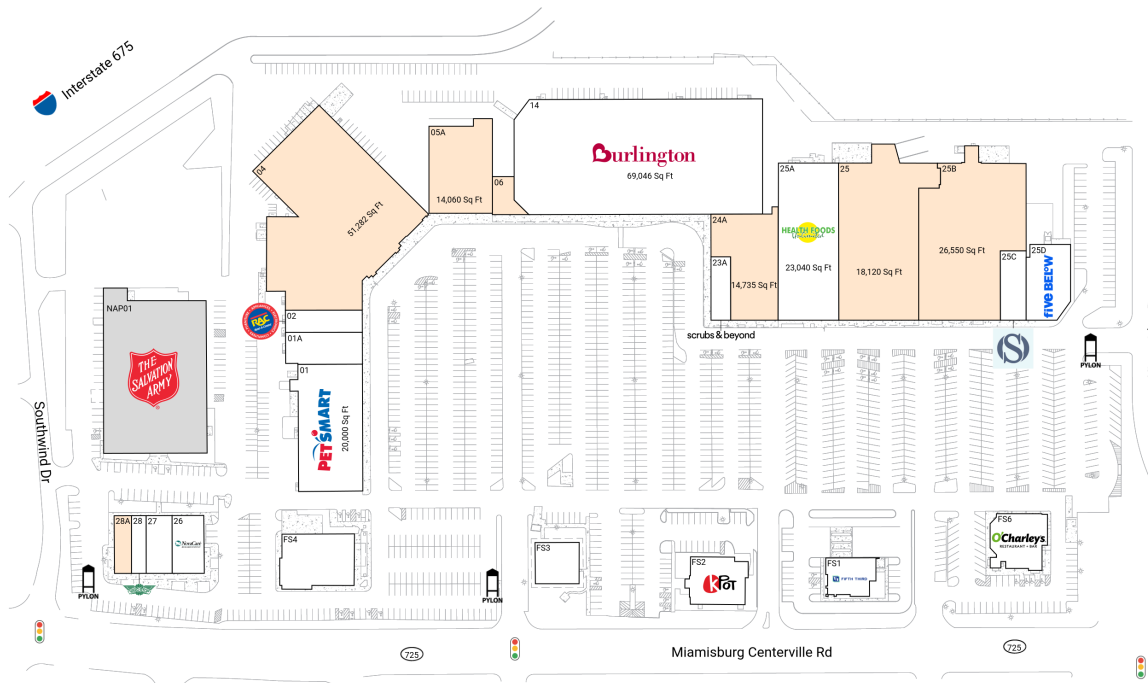 Interstate 675
04
51,282 Sq Ft
05A
14,060 Sq Ft
06
14
Burlington
69,046 Sq Ft
24A
14,735 Sq Ft
23A
scrubs & beyond
25A
HEALTH FOODS
Unlimited
23,040 Sq Ft
25
18,120 Sq Ft
25B
26,550 Sq Ft
25C
S
25D
five BELOW
PYLON
NAP01
THE
SALVATION
ARMY
RAC
02
01A
01
PETSMART
20,000 Sq Ft
Southwind Dr
28A
28
27
26
NovaCare
PYLON
FS4
PYLON
FS3
FS2
KPOT
FS1
FIFTH THIRD
FS6
O'Charley's
RESTAURANT + BAR
725
Miamisburg Centerville Rd
725